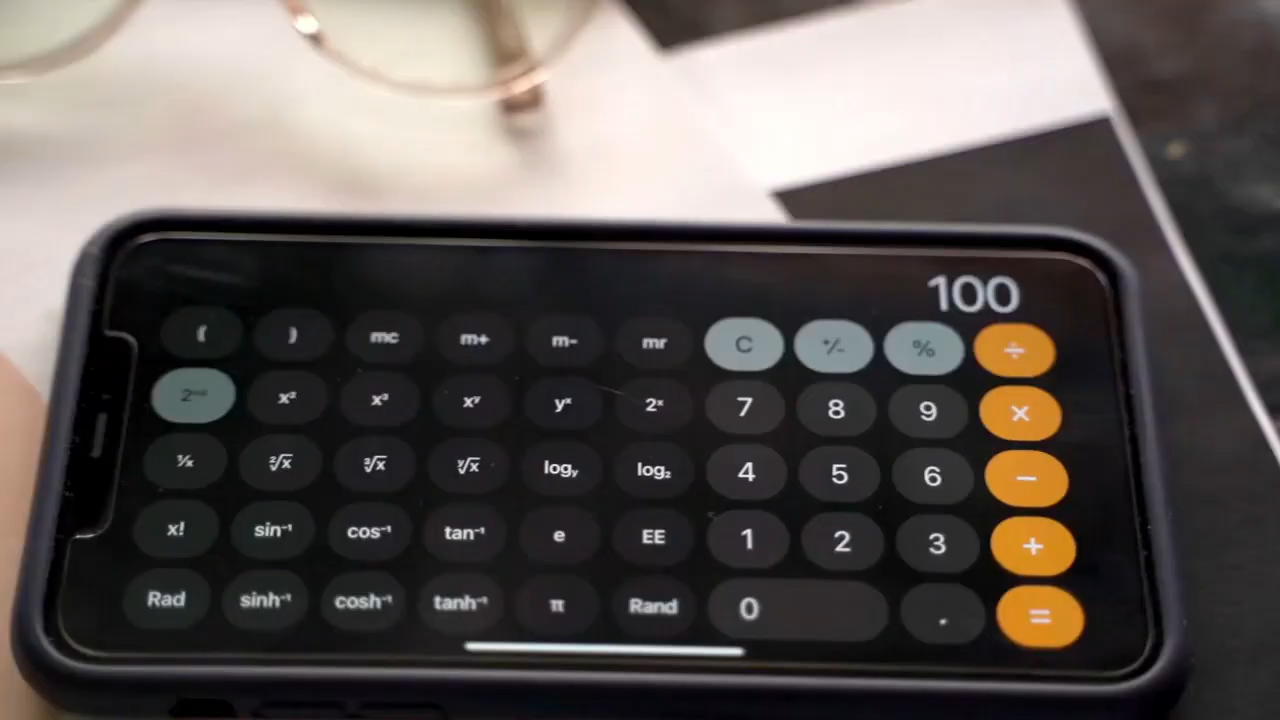 100
( ) mc m+ m- mr C +/- % ÷
2ⁿᵈ x² x³ xʸ yˣ 2ˣ 7 8 9 ×
¹/x ²√x ³√x ʸ√x logᵧ log₂ 4 5 6 −
x! sin⁻¹ cos⁻¹ tan⁻¹ e EE 1 2 3 +
Rad sinh⁻¹ cosh⁻¹ tanh⁻¹ π Rand 0 . =